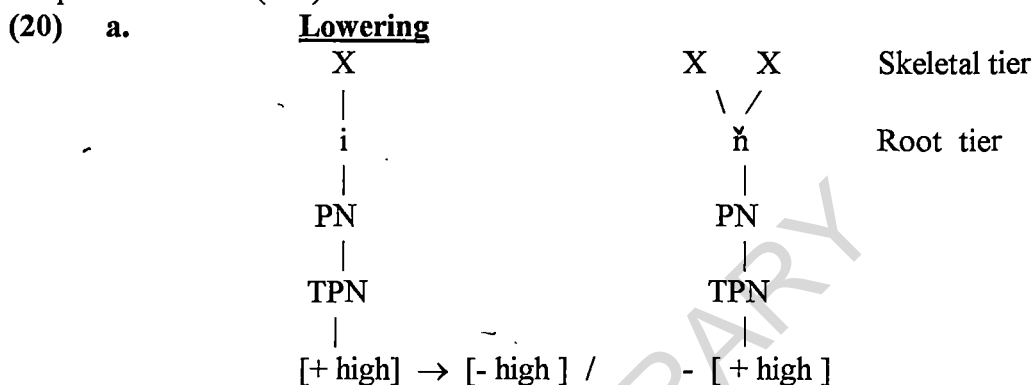 (20) a. Lowering
X X X Skeletal tier
i ň Root tier
PN PN
TPN TPN
[+ high] → [- high ] / - [ + high ]